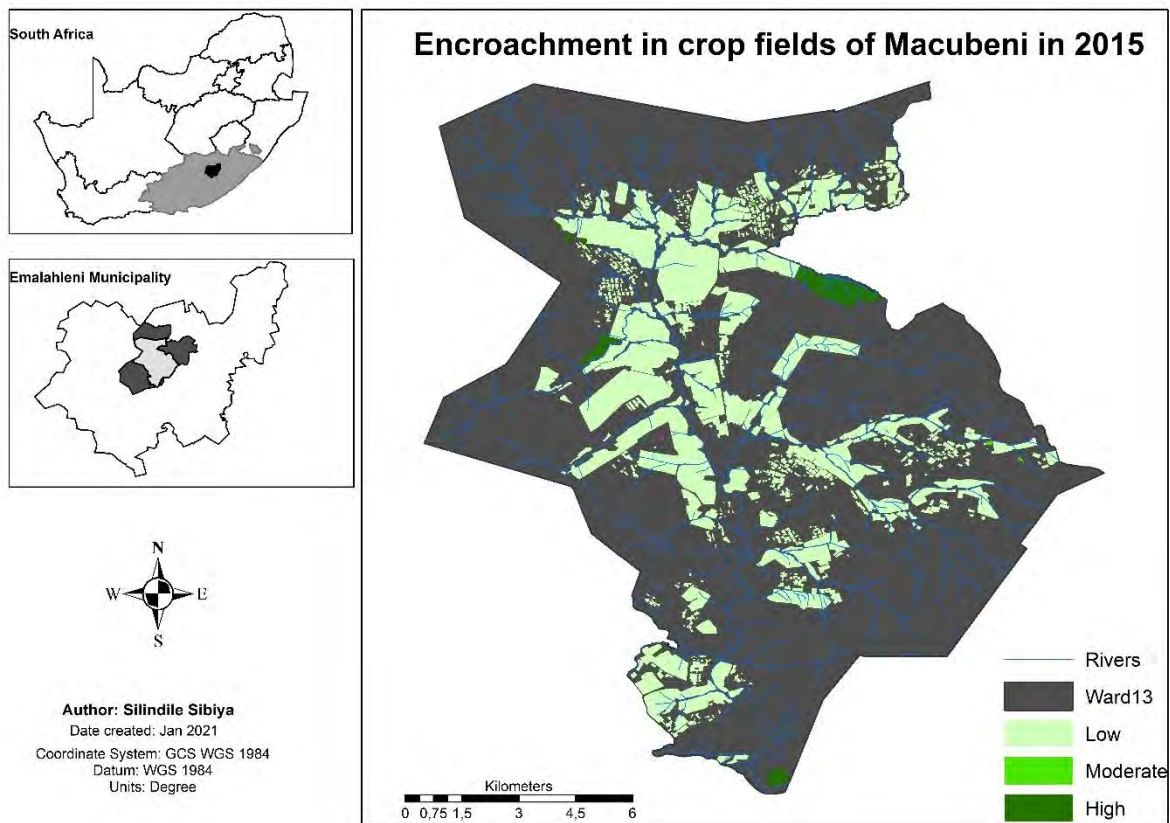 South Africa
Encroachment in crop fields of Macubeni in 2015
Emalahleni Municipality
N
W
E
S
Author: Silindile Sibiya
Date created: Jan 2021
Coordinate System: GCS WGS 1984
Datum: WGS 1984
Units: Degree
Kilometers
0 0,75 1,5 3 4,5 6
Rivers
Ward13
Low
Moderate
High